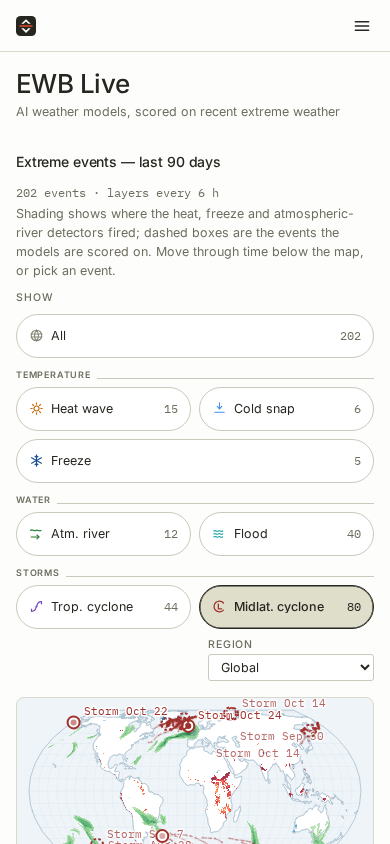 EWB Live
AI weather models, scored on recent extreme weather
Extreme events — last 90 days
202 events · layers every 6 h
Shading shows where the heat, freeze and atmospheric-
river detectors fired; dashed boxes are the events the
models are scored on. Move through time below the map,
or pick an event.
SHOW
All 202
TEMPERATURE
Heat wave 15 Cold snap 6
Freeze 5
WATER
Atm. river 12 Flood 40
STORMS
Trop. cyclone 44 Midlat. cyclone 80
REGION
Global
Storm Oct 14
Storm Oct 22
Storm Oct 24
Storm
Storm Oct 14
Storm